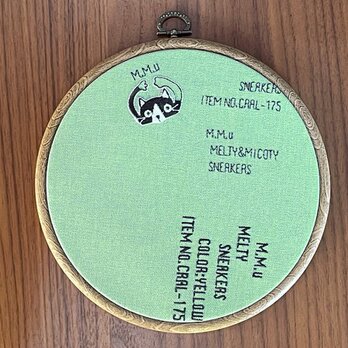 M.M.u
SNEAKERS
ITEM NO.CRAL-175
M.M.u
MELTY&MICOTY
SNEAKERS
M.M.u
MELTY
SNEAKERS
COLOR:YELLOW
ITEM NO.CRAL-175